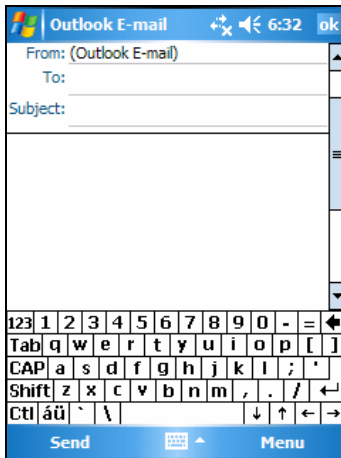 Outlook E-mail 6:32 ok
From: (Outlook E-mail)
To:
Subject:
123 1 2 3 4 5 6 7 8 9 0 - = 🡄
Tab q w e r t y u i o p [ ]
CAP a s d f g h j k l ; '
Shift z x c v b n m , . / ↵
Ctl áü ` \ ↓ ↑ ← →
Send Menu